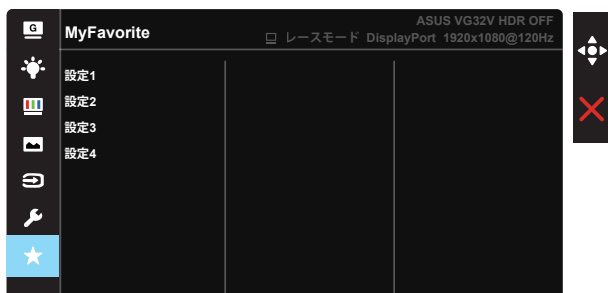 G
MyFavorite
ASUS VG32V HDR OFF
レースモード DisplayPort 1920x1080@120Hz
設定1
設定2
設定3
設定4